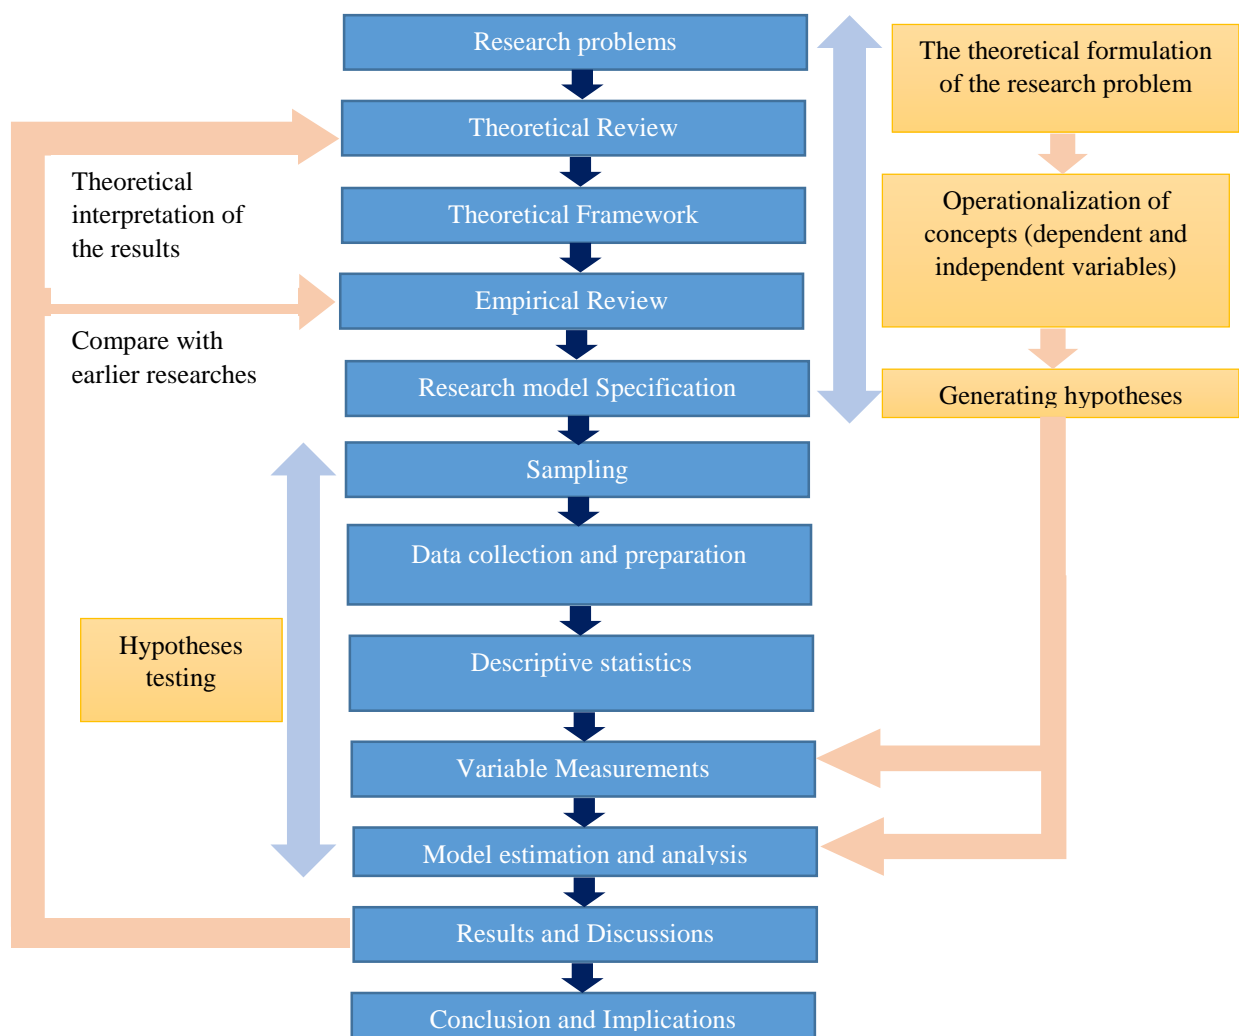 Research problems
Theoretical Review
Theoretical Framework
Empirical Review
Research model Specification
Sampling
Data collection and preparation
Descriptive statistics
Variable Measurements
Model estimation and analysis
Results and Discussions
Conclusion and Implications
Theoretical
interpretation of
the results
Compare with
earlier researches
Hypotheses
testing
The theoretical formulation
of the research problem
Operationalization of
concepts (dependent and
independent variables)
Generating hypotheses